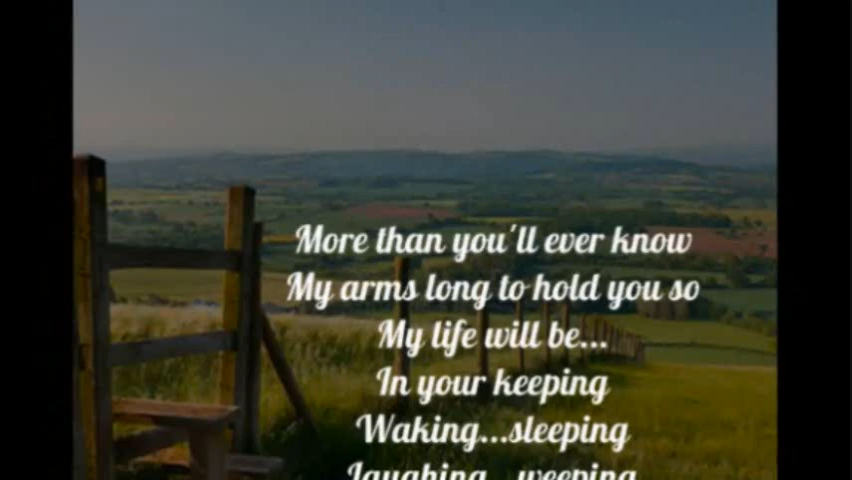 More than you'll ever know
My arms long to hold you so
My life will be...
In your keeping
Waking...sleeping
Laughing...weeping